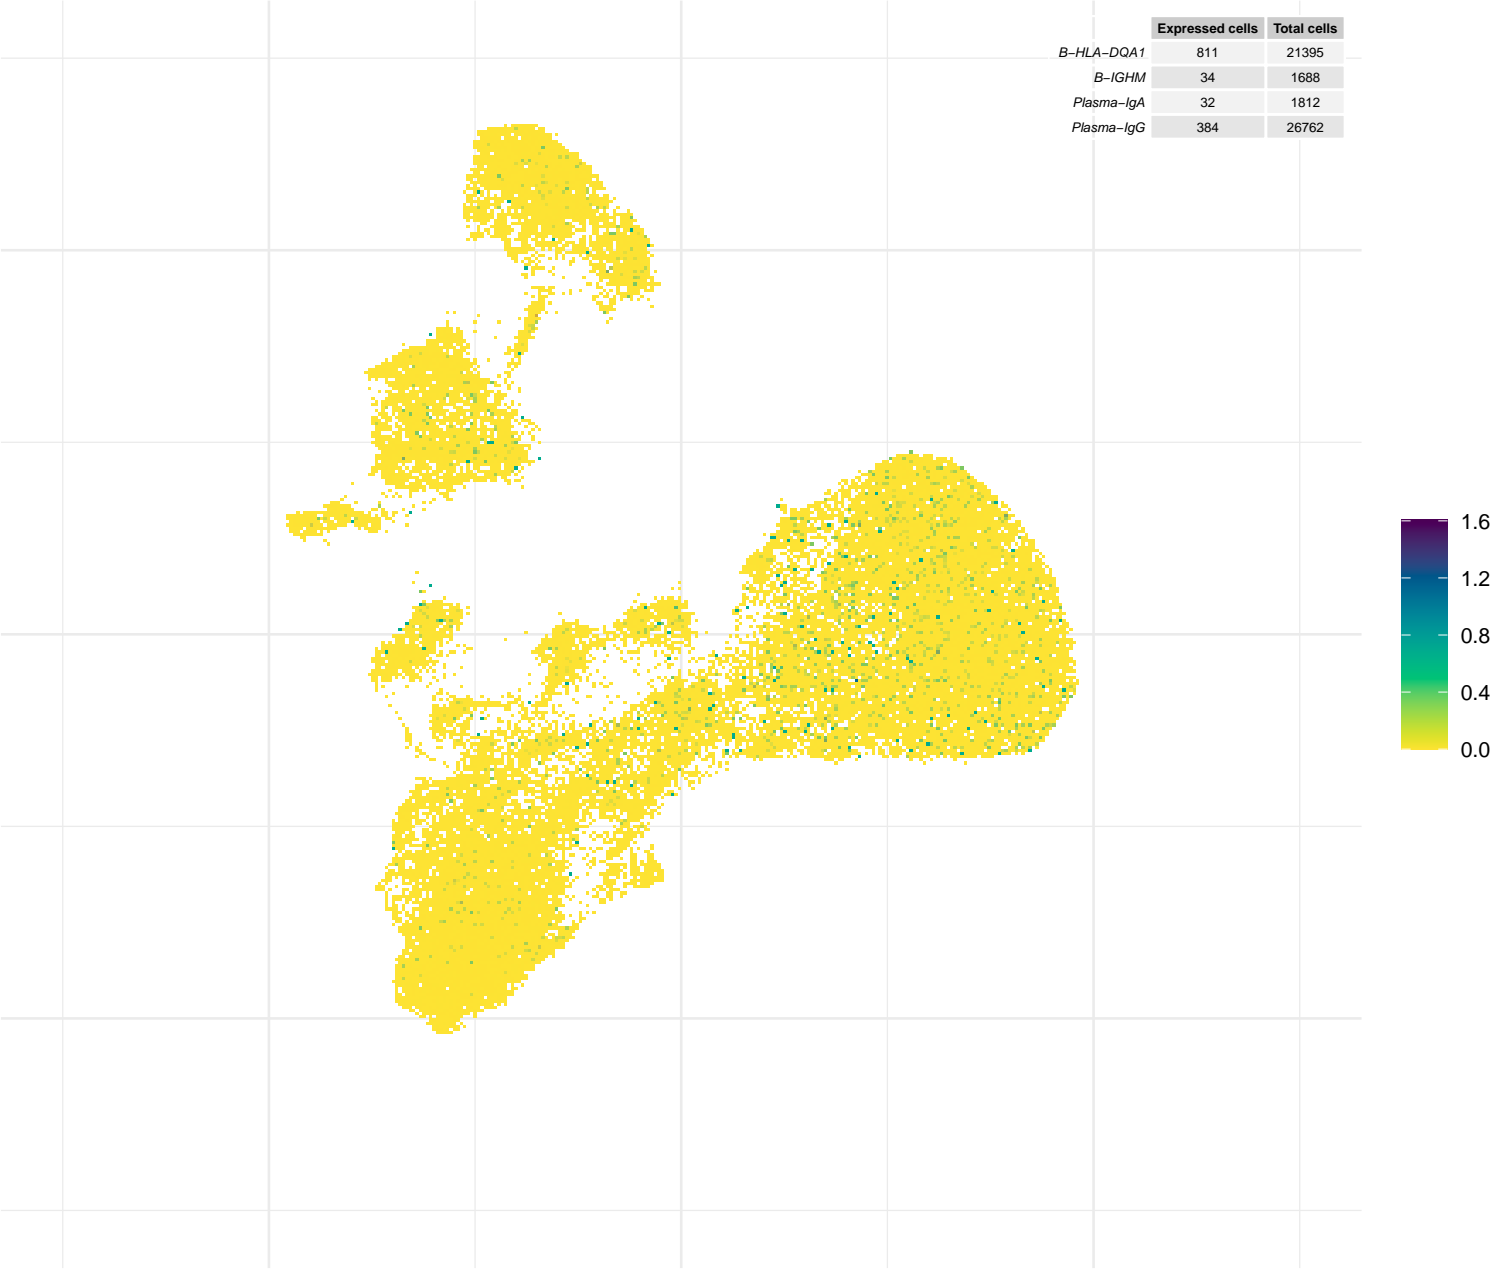 Expressed cells Total cells
B−HLA−DQA1 811 21395
B−IGHM 34 1688
Plasma−IgA 32 1812
Plasma−IgG 384 26762
1.6
1.2
0.8
0.4
0.0